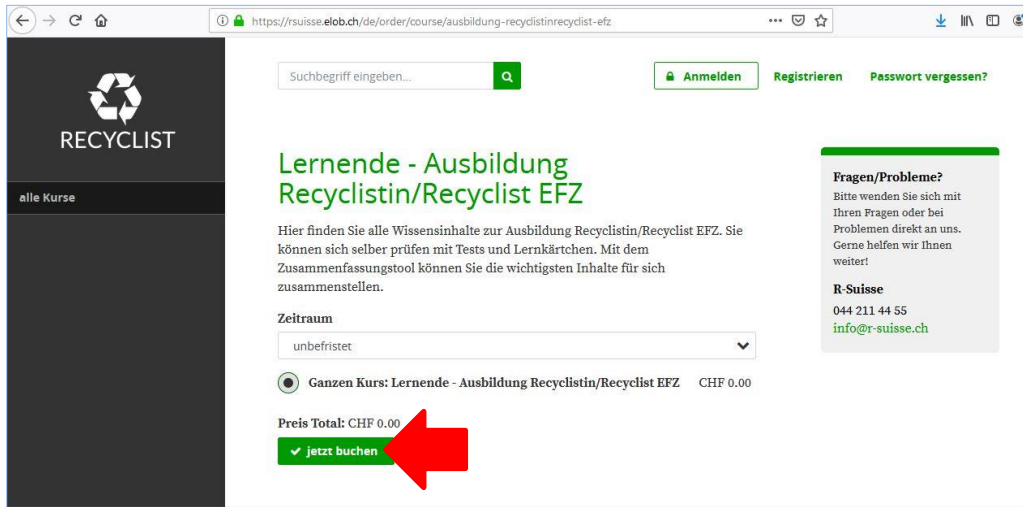 https://rsuisse.elob.ch/de/order/course/ausbildung-recyclistinrecyclist-efz
RECYCLIST
alle Kurse
Suchbegriff eingeben...
Anmelden
Registrieren
Passwort vergessen?
Lernende - Ausbildung
Recyclistin/Recyclist EFZ
Hier finden Sie alle Wissensinhalte zur Ausbildung Recyclistin/Recyclist EFZ. Sie
können sich selber prüfen mit Tests und Lernkärtchen. Mit dem
Zusammenfassungstool können Sie die wichtigsten Inhalte für sich
zusammenstellen.
Zeitraum
unbefristet
Ganzen Kurs: Lernende - Ausbildung Recyclistin/Recyclist EFZ CHF 0.00
Preis Total: CHF 0.00
jetzt buchen
Fragen/Probleme?
Bitte wenden Sie sich mit
Ihren Fragen oder bei
Problemen direkt an uns.
Gerne helfen wir Ihnen
weiter!
R-Suisse
044 211 44 55
info@r-suisse.ch